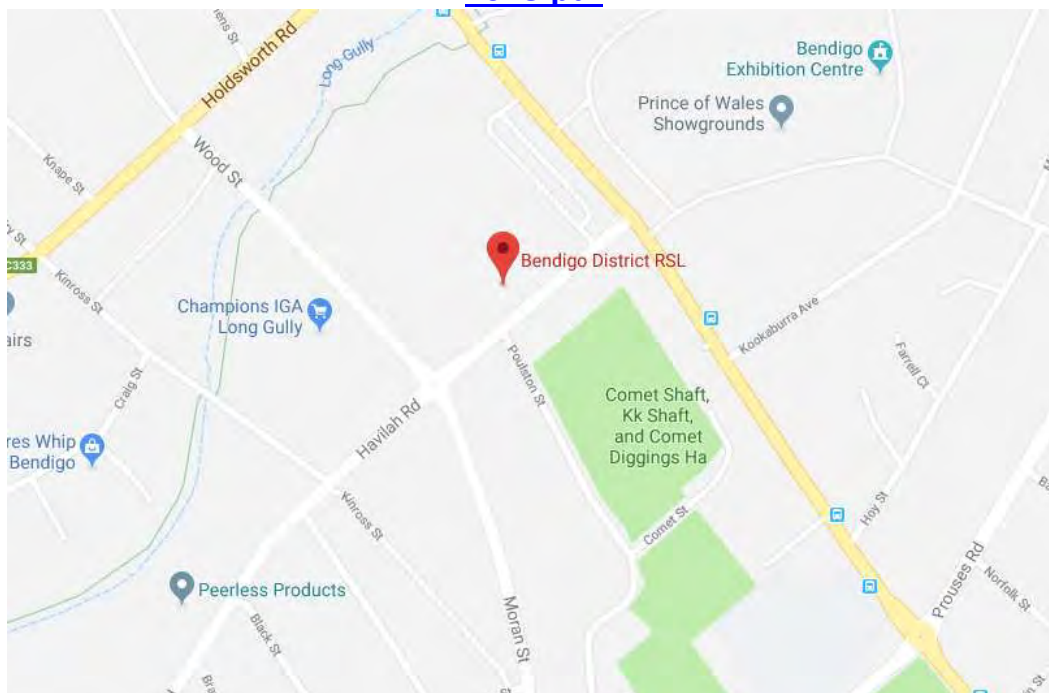 Holdsworth Rd
Long Gully
Bendigo
Exhibition Centre
Prince of Wales
Showgrounds
Wood St
Knape St
C333
Kinross St
Bendigo District RSL
Champions IGA
Long Gully
Kookaburra Ave
airs
Craig St
Poulston St
Farrell Ct
Comet Shaft,
Kk Shaft,
and Comet
Diggings Ha
Havilah Rd
res Whip
Bendigo
Kinross St
Comet St
Hoy St
Prouses Rd
Peerless Products
Norfolk St
Black St
Moran St